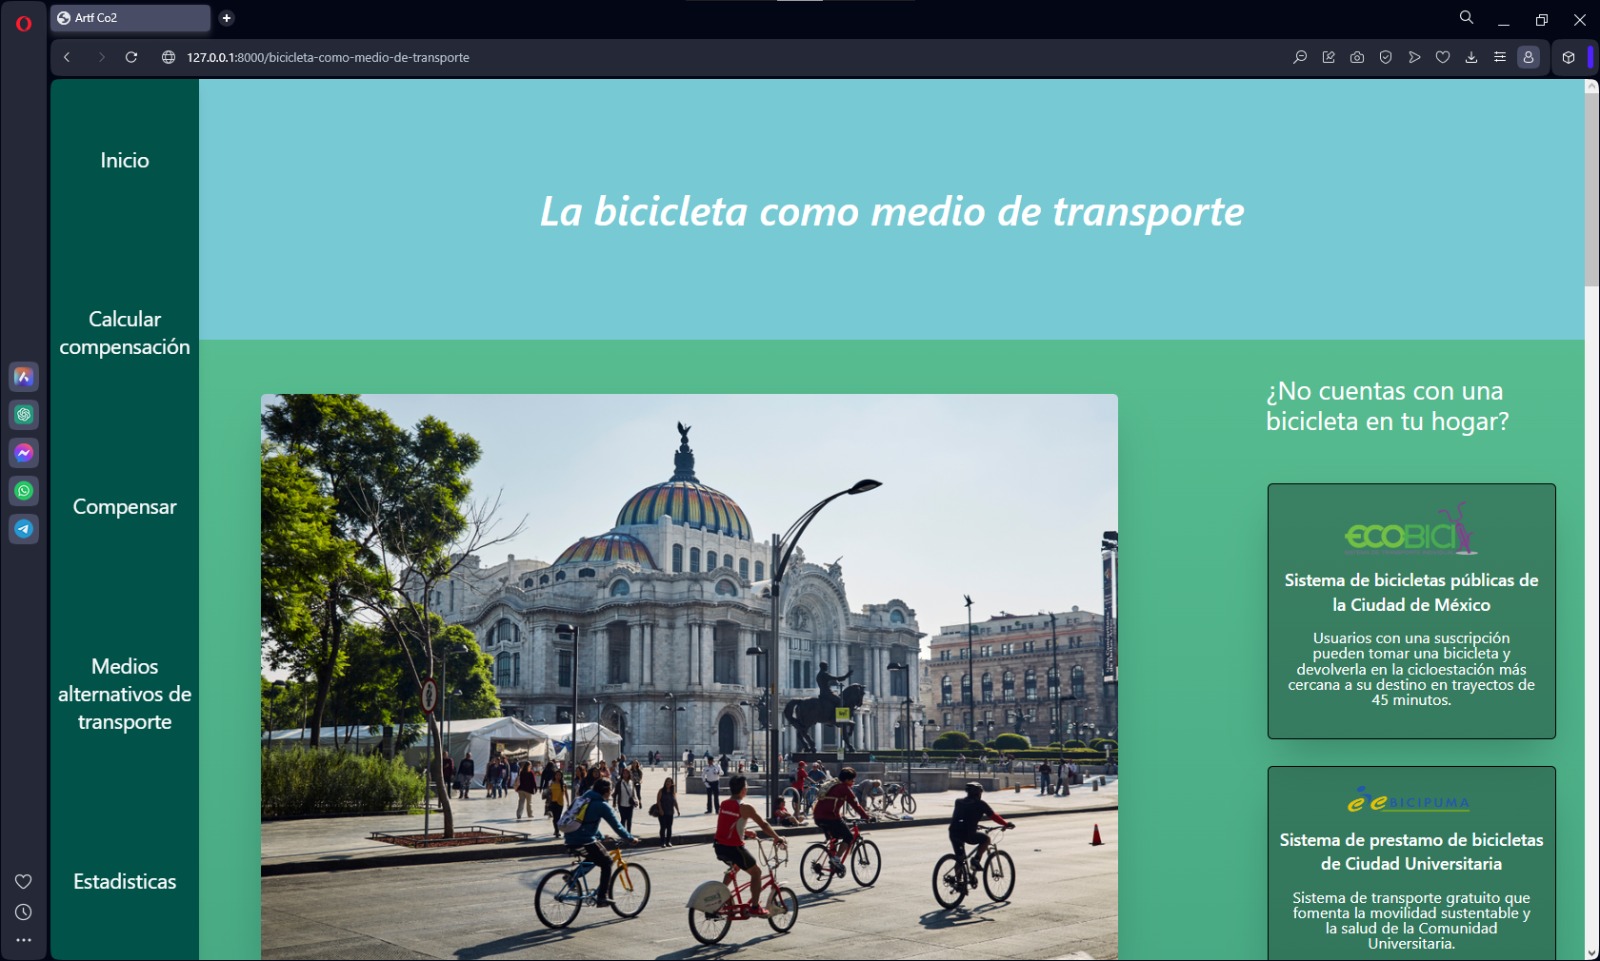 Artf Co2
127.0.0.1:8000/bicicleta-como-medio-de-transporte
Inicio
Calcular
compensación
Compensar
Medios
alternativos de
transporte
Estadisticas
La bicicleta como medio de transporte
¿No cuentas con una
bicicleta en tu hogar?
ECOBICI
Sistema de bicicletas públicas de
la Ciudad de México
Usuarios con una suscripción
pueden tomar una bicicleta y
devolverla en la cicloestación más
cercana a su destino en trayectos de
45 minutos.
BICIPUMA
Sistema de prestamo de bicicletas
de Ciudad Universitaria
Sistema de transporte gratuito que
fomenta la movilidad sustentable y
la salud de la Comunidad
Universitaria.